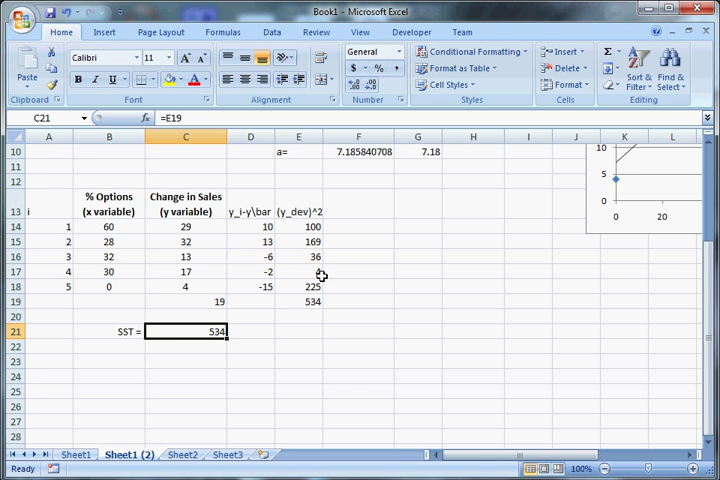 Book1 - Microsoft Excel
Home Insert Page Layout Formulas Data Review View Developer Team
Paste
Clipboard
Calibri 11
B I U
Font
Alignment
General
$ % ,
Number
Conditional Formatting
Format as Table
Cell Styles
Styles
Insert
Delete
Format
Cells
Σ
Sort & Filter
Find & Select
Editing
C21 fx =E19
A B C D E F G H I J K L
10 a= 7.185840708 7.18
11
12
13 i % Options (x variable) Change in Sales (y variable) y_i-y\bar (y_dev)^2
14 1 60 29 10 100
15 2 28 32 13 169
16 3 32 13 -6 36
17 4 30 17 -2 4
18 5 0 4 -15 225
19 19 534
20
21 SST = 534
22
23
24
25
26
27
28
10
5
0
0 20
Sheet1 Sheet1 (2) Sheet2 Sheet3
Ready 100%